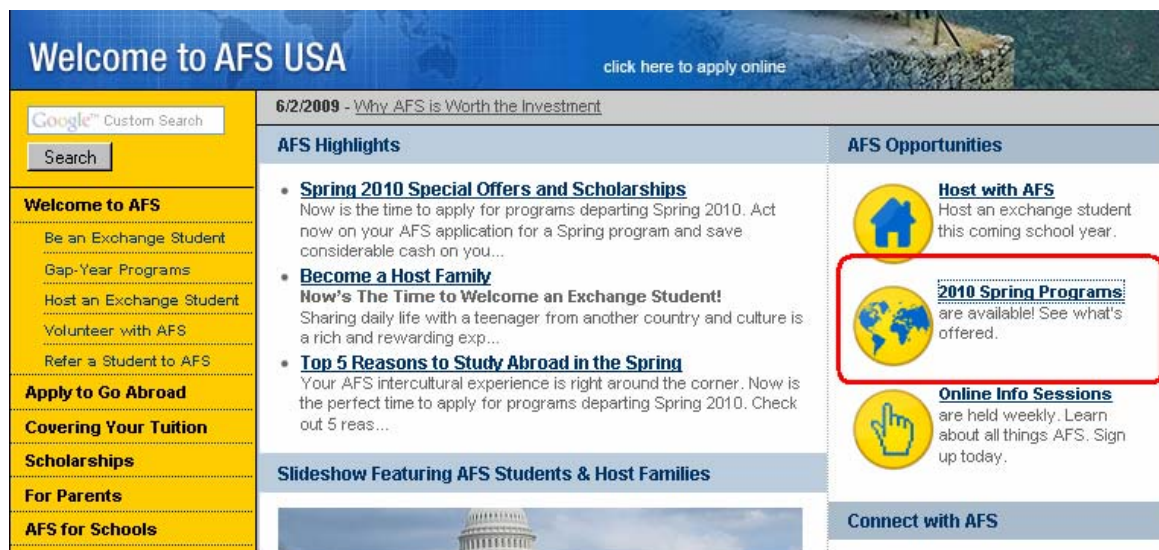 Welcome to AFS USA
click here to apply online
Google™ Custom Search
Search
Welcome to AFS
Be an Exchange Student
Gap-Year Programs
Host an Exchange Student
Volunteer with AFS
Refer a Student to AFS
Apply to Go Abroad
Covering Your Tuition
Scholarships
For Parents
AFS for Schools
6/2/2009 - Why AFS is Worth the Investment
AFS Highlights
• Spring 2010 Special Offers and Scholarships
Now is the time to apply for programs departing Spring 2010. Act
now on your AFS application for a Spring program and save
considerable cash on you...
• Become a Host Family
Now's The Time to Welcome an Exchange Student!
Sharing daily life with a teenager from another country and culture is
a rich and rewarding exp...
• Top 5 Reasons to Study Abroad in the Spring
Your AFS intercultural experience is right around the corner. Now is
the perfect time to apply for programs departing Spring 2010. Check
out 5 reas...
Slideshow Featuring AFS Students & Host Families
AFS Opportunities
Host with AFS
Host an exchange student
this coming school year.
2010 Spring Programs
are available! See what's
offered.
Online Info Sessions
are held weekly. Learn
about all things AFS. Sign
up today.
Connect with AFS